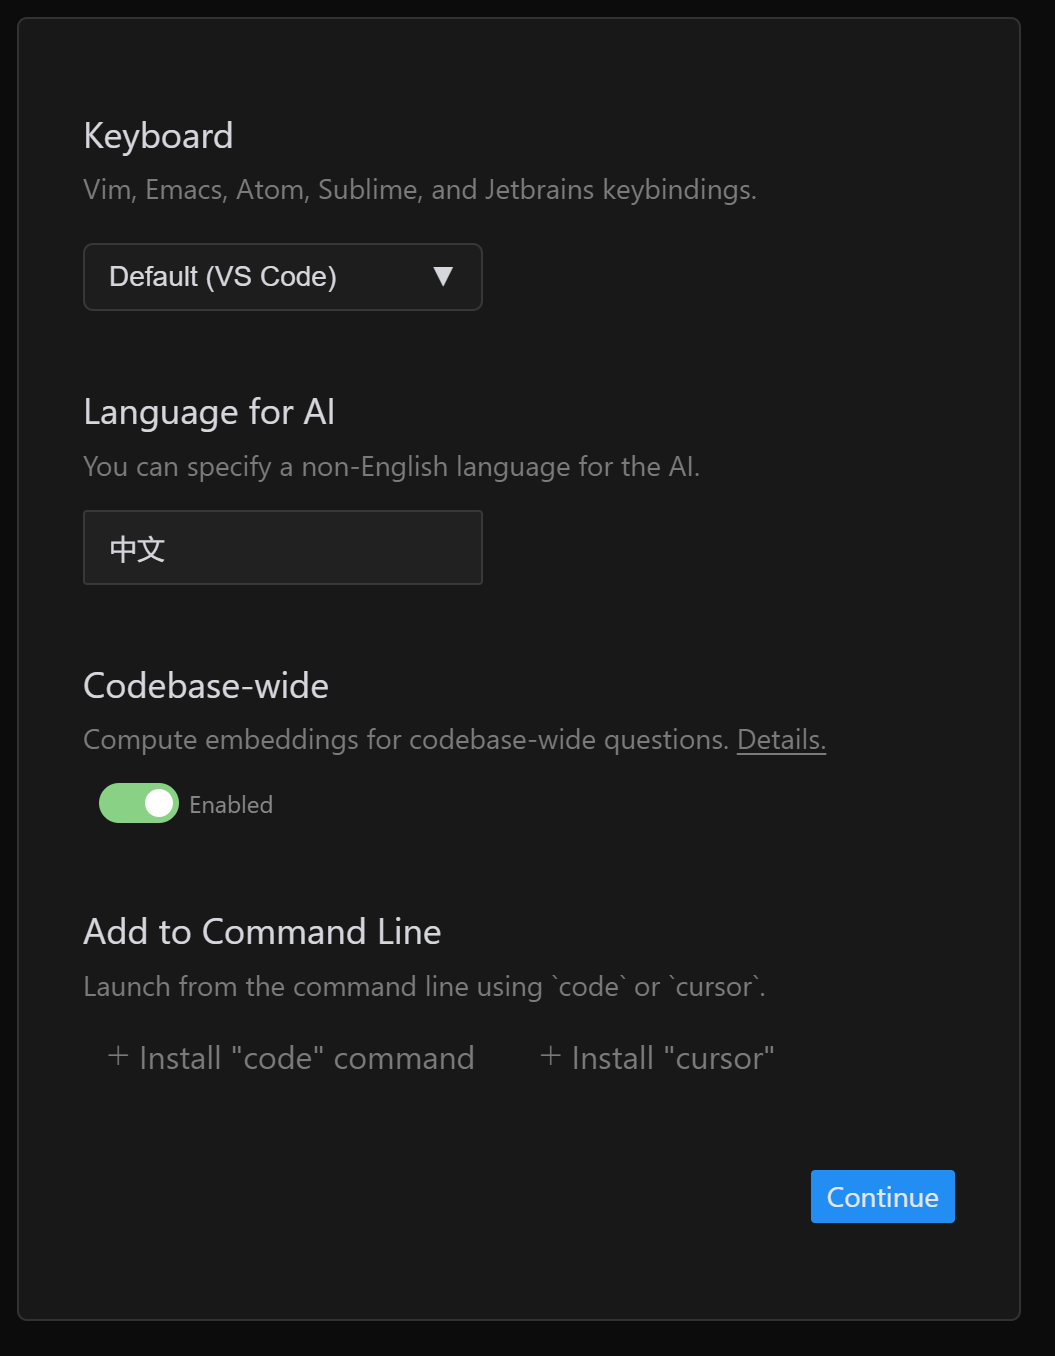 Keyboard
Vim, Emacs, Atom, Sublime, and Jetbrains keybindings.
Default (VS Code) ▼
Language for AI
You can specify a non-English language for the AI.
中文
Codebase-wide
Compute embeddings for codebase-wide questions. Details.
Enabled
Add to Command Line
Launch from the command line using `code` or `cursor`.
+ Install "code" command + Install "cursor"
Continue